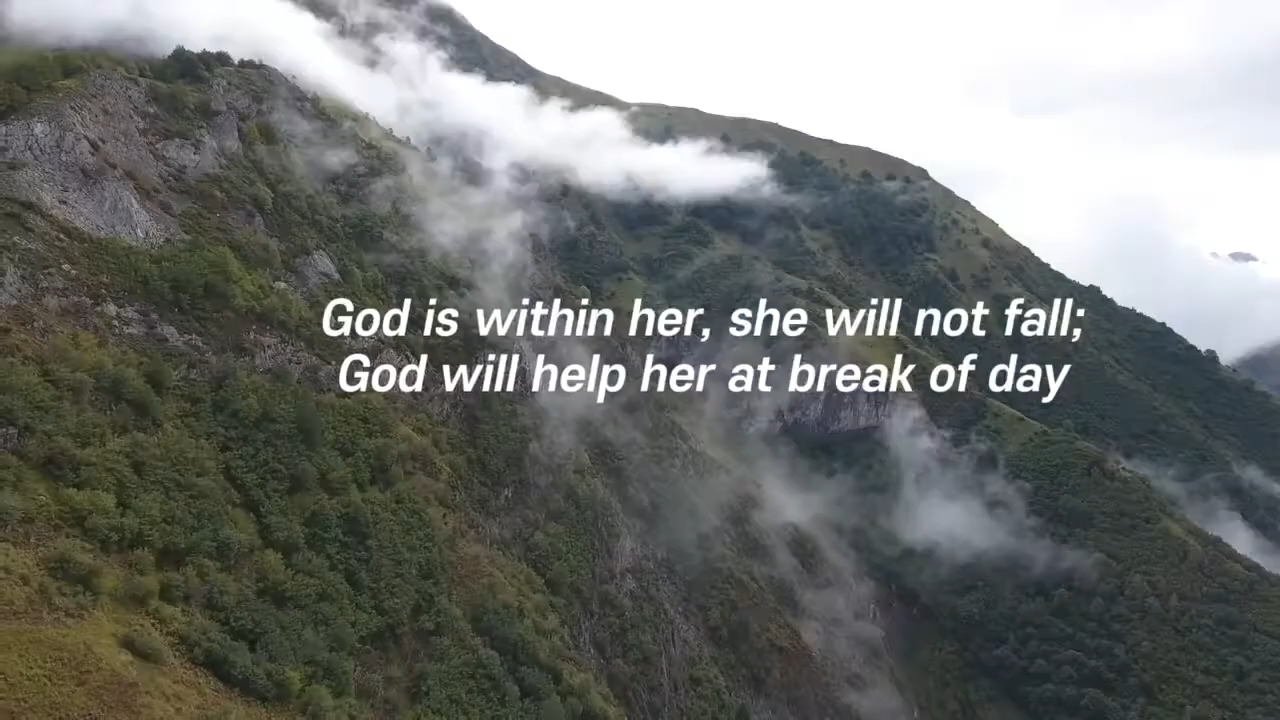 God is within her, she will not fall;
God will help her at break of day